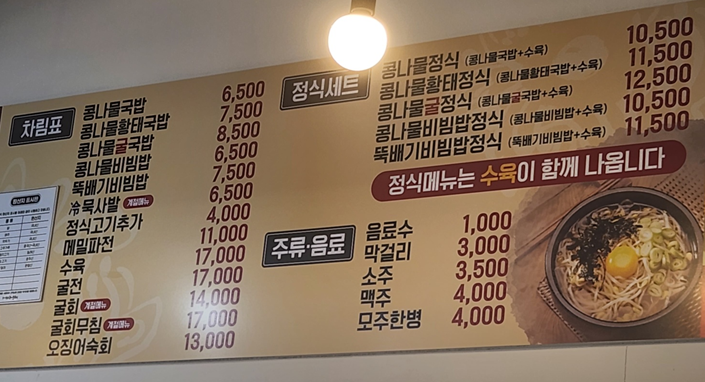 차림표
콩나물국밥 6,500
콩나물황태국밥 7,500
콩나물굴국밥 8,500
콩나물비빔밥 6,500
뚝배기비빔밥 7,500
冷묵사발 계절메뉴 6,500
정식고기추가 4,000
메밀파전 11,000
수육 17,000
굴전 17,000
굴회 계절메뉴 14,000
굴회무침 계절메뉴 17,000
오징어숙회 13,000
정식세트
콩나물정식 (콩나물국밥+수육) 10,500
콩나물황태정식 (콩나물황태국밥+수육) 11,500
콩나물굴정식 (콩나물굴국밥+수육) 12,500
콩나물비빔밥정식 (콩나물비빔밥+수육) 10,500
뚝배기비빔밥정식 (뚝배기비빔밥+수육) 11,500
정식메뉴는 수육이 함께 나옵니다
주류·음료
음료수 1,000
막걸리 3,000
소주 3,500
맥주 4,000
모주한병 4,000